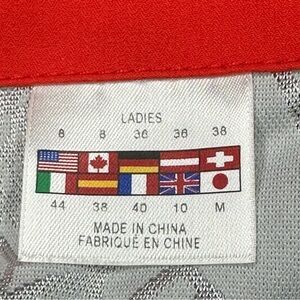 LADIES
8 8 36 36 38
44 38 40 10 M
MADE IN CHINA
FABRIQUÉ EN CHINE